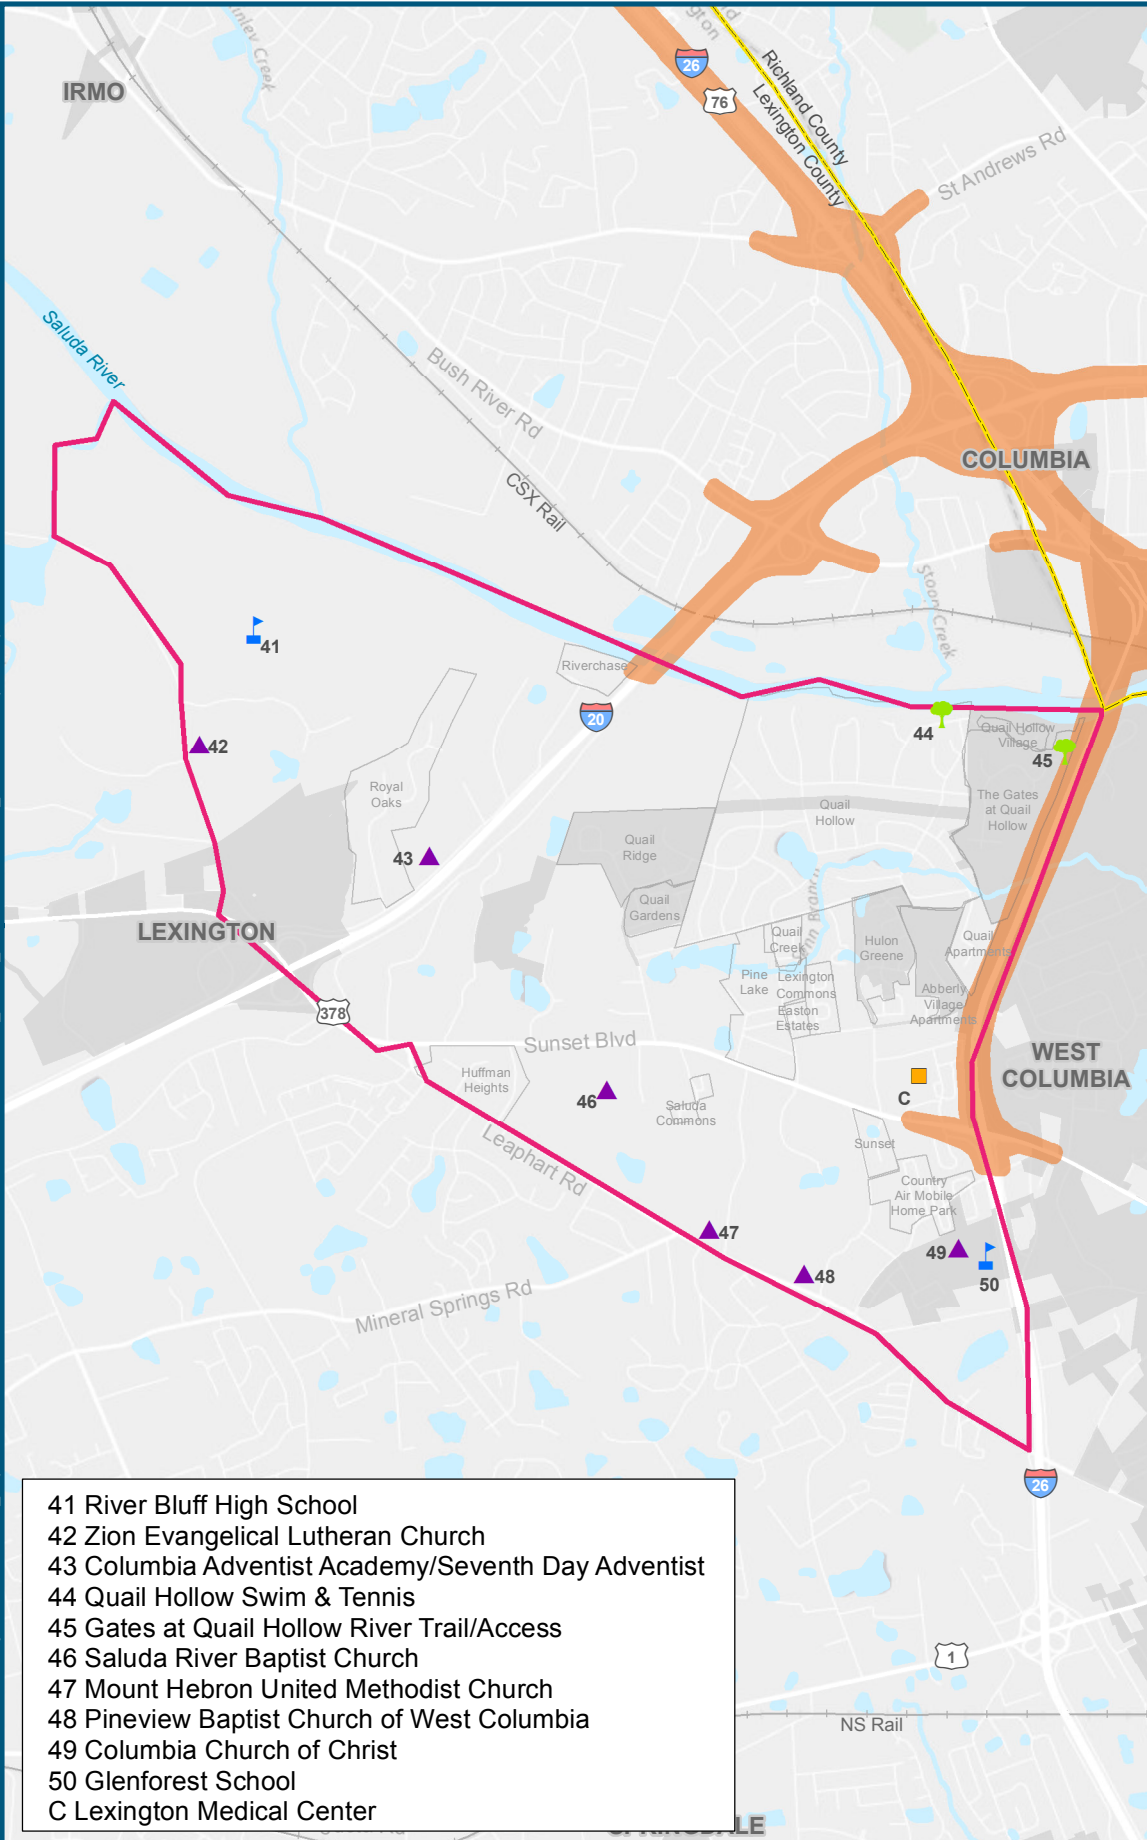 26
76
IRMO
Richland County
Lexington County
St Andrews Rd
Saluda River
Bush River Rd
CSX Rail
COLUMBIA
Stoop Creek
41
Riverchase
20
42
44
Quail Hollow
Village
45
Royal
Oaks
The Gates
at Quail
Hollow
Quail
Hollow
43
Quail
Ridge
Quail
Gardens
LEXINGTON
Quail
Creek
Hulon
Greene
Quail
Apartments
Pine
Lake
Lexington
Commons
Easton
Estates
Abberly
Village
Apartments
378
Sunset Blvd
WEST
COLUMBIA
Huffman
Heights
46
C
Saluda
Commons
Leaphart Rd
Sunset
Country
Air Mobile
Home Park
47
49
48
50
Mineral Springs Rd
26
41 River Bluff High School
42 Zion Evangelical Lutheran Church
43 Columbia Adventist Academy/Seventh Day Adventist
44 Quail Hollow Swim & Tennis
45 Gates at Quail Hollow River Trail/Access
46 Saluda River Baptist Church
47 Mount Hebron United Methodist Church
48 Pineview Baptist Church of West Columbia
49 Columbia Church of Christ
50 Glenforest School
C Lexington Medical Center
1
NS Rail